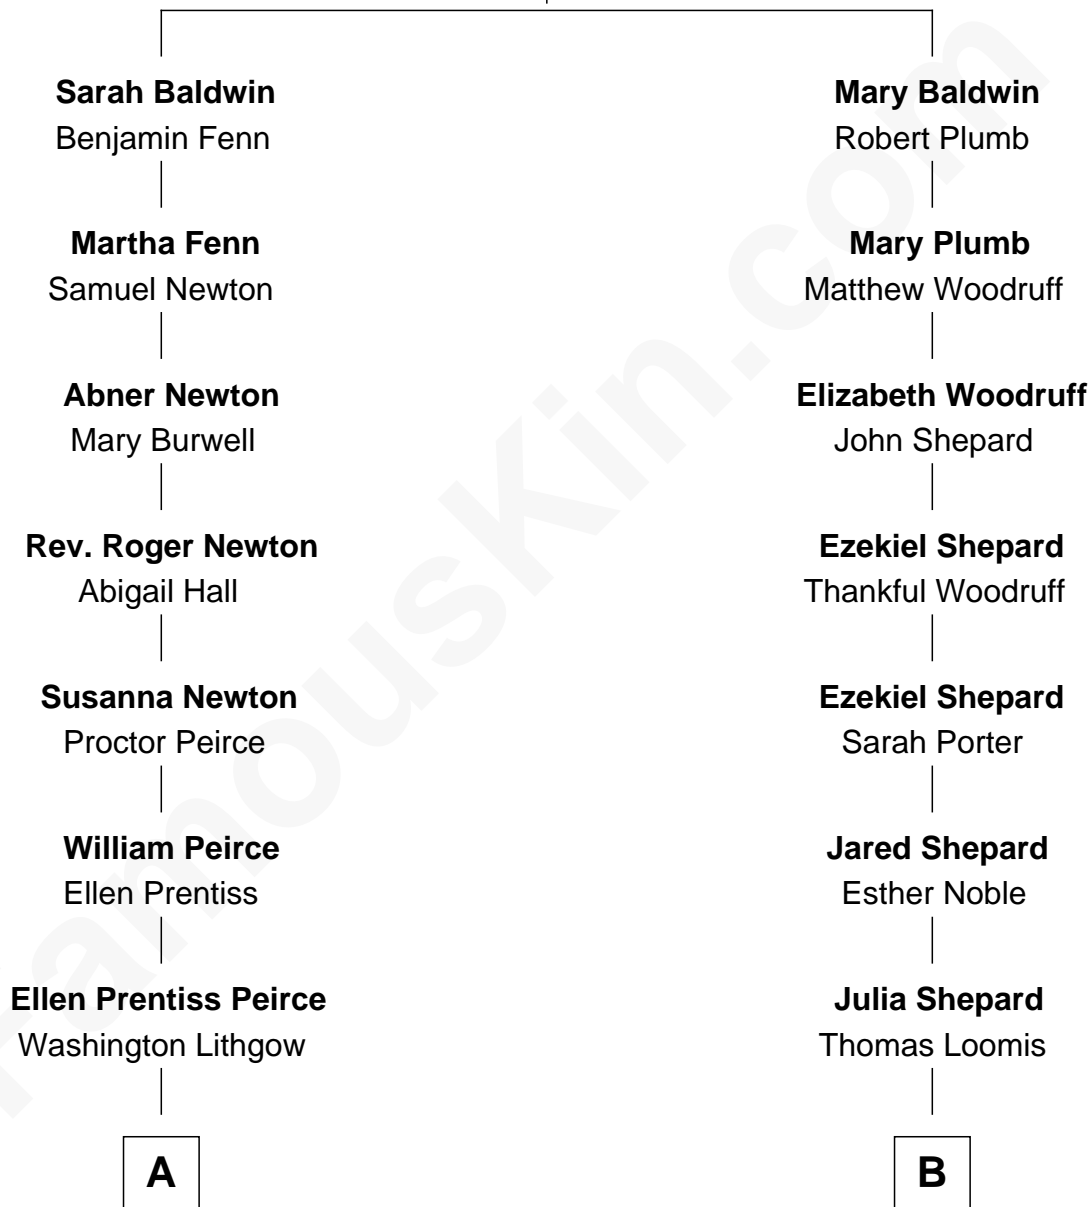 Sarah Baldwin
Benjamin Fenn
Martha Fenn
Samuel Newton
Abner Newton
Mary Burwell
Rev. Roger Newton
Abigail Hall
Susanna Newton
Proctor Peirce
William Peirce
Ellen Prentiss
Ellen Prentiss Peirce
Washington Lithgow
A
Mary Baldwin
Robert Plumb
Mary Plumb
Matthew Woodruff
Elizabeth Woodruff
John Shepard
Ezekiel Shepard
Thankful Woodruff
Ezekiel Shepard
Sarah Porter
Jared Shepard
Esther Noble
Julia Shepard
Thomas Loomis
B
FamousKin.com